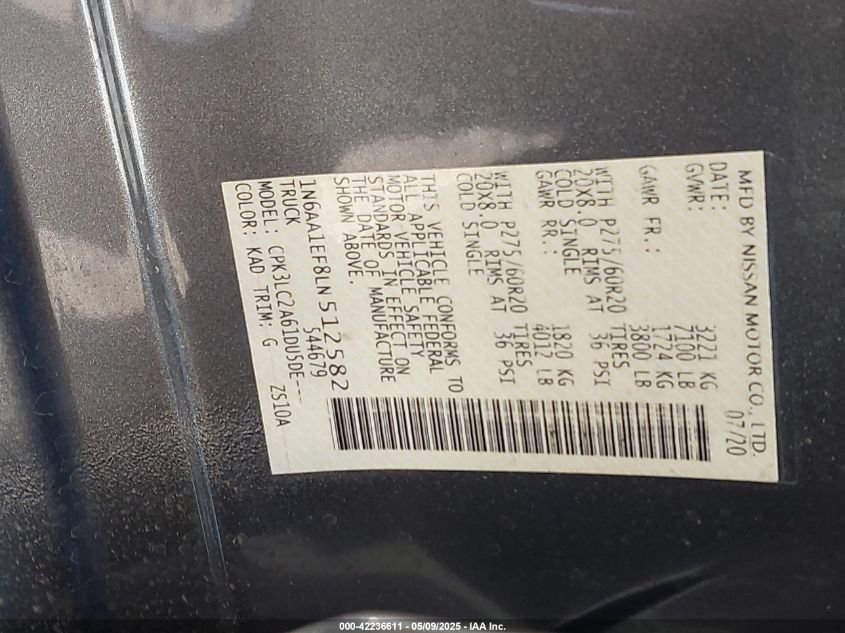 MFD BY NISSAN MOTOR CO., LTD.
DATE: 07/20
GVWR: 3221 KG
7100 LB
GAWR FR.: 1724 KG
3800 LB
WITH P275/60R20 TIRES
20X8.0 RIMS AT 36 PSI
COLD SINGLE
GAWR RR.: 1820 KG
4012 LB
WITH P275/60R20 TIRES
20X8.0 RIMS AT 36 PSI
COLD SINGLE
THIS VEHICLE CONFORMS TO
ALL APPLICABLE FEDERAL
MOTOR VEHICLE SAFETY
STANDARDS IN EFFECT ON
THE DATE OF MANUFACTURE
SHOWN ABOVE.
1N6AA1EF8LN512582
TRUCK 544679
MODEL: CPK3LC2A61DU5DE---
COLOR: KAD TRIM: G ZS10A
000-42236611 - 05/09/2025 - IAA Inc.